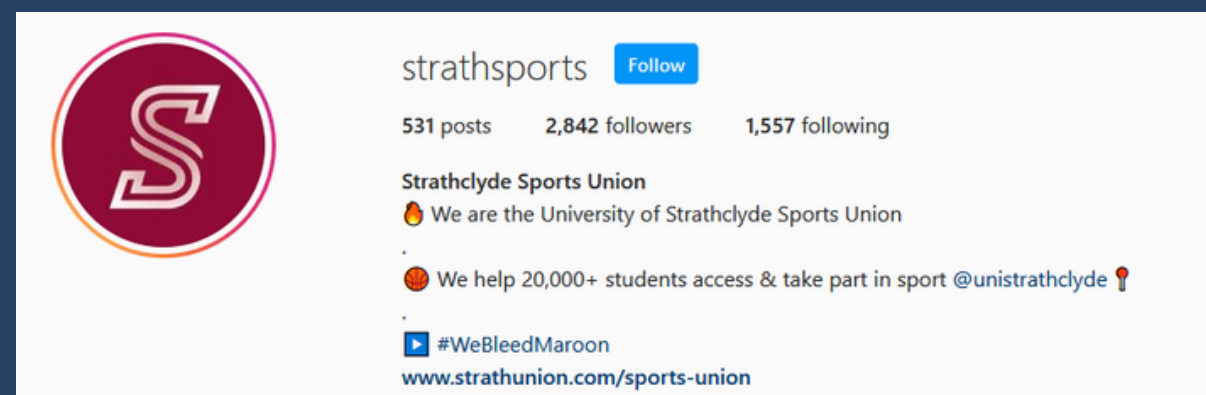 S
strathsports Follow
531 posts 2,842 followers 1,557 following
Strathclyde Sports Union
🔥 We are the University of Strathclyde Sports Union
.
🏀 We help 20,000+ students access & take part in sport @unistrathclyde 📍
.
▶️ #WeBleedMaroon
www.strathunion.com/sports-union